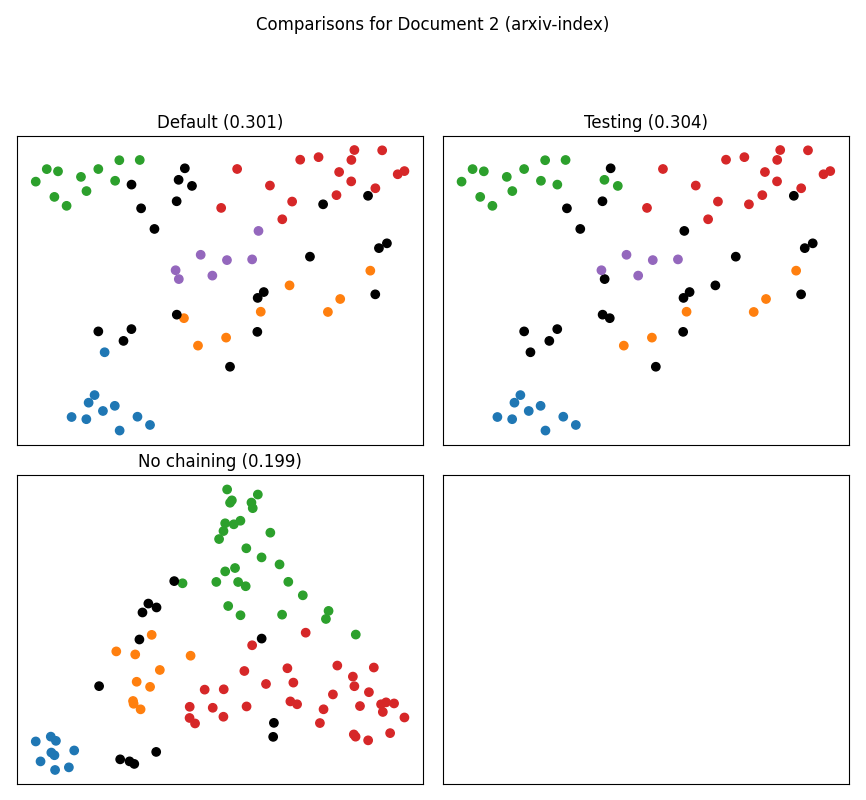 Comparisons for Document 2 (arxiv-index)
Default (0.301)
Testing (0.304)
No chaining (0.199)